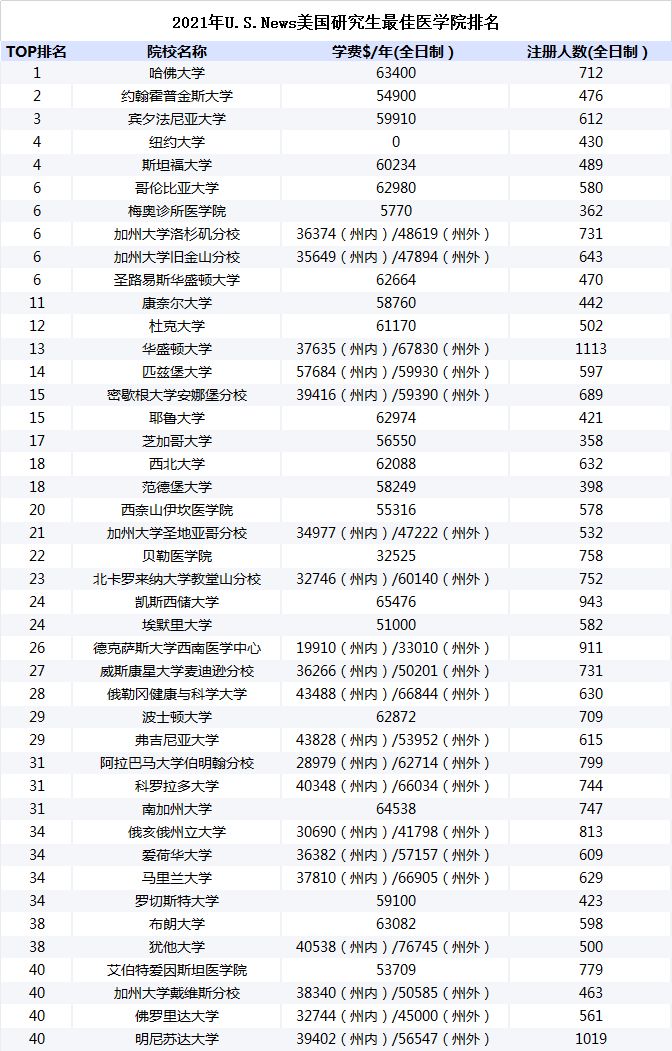 2021年U.S.News美国研究生最佳医学院排名
TOP排名 院校名称 学费$/年(全日制） 注册人数(全日制）
1 哈佛大学 63400 712
2 约翰霍普金斯大学 54900 476
3 宾夕法尼亚大学 59910 612
4 纽约大学 0 430
4 斯坦福大学 60234 489
6 哥伦比亚大学 62980 580
6 梅奥诊所医学院 5770 362
6 加州大学洛杉矶分校 36374（州内）/48619（州外） 731
6 加州大学旧金山分校 35649（州内）/47894（州外） 643
6 圣路易斯华盛顿大学 62664 470
11 康奈尔大学 58760 442
12 杜克大学 61170 502
13 华盛顿大学 37635（州内）/67830（州外） 1113
14 匹兹堡大学 57684（州内）/59930（州外） 597
15 密歇根大学安娜堡分校 39416（州内）/59390（州外） 689
15 耶鲁大学 62974 421
17 芝加哥大学 56550 358
18 西北大学 62088 632
18 范德堡大学 58249 398
20 西奈山伊坎医学院 55316 578
21 加州大学圣地亚哥分校 34977（州内）/47222（州外） 532
22 贝勒医学院 32525 758
23 北卡罗来纳大学教堂山分校 32746（州内）/60140（州外） 752
24 凯斯西储大学 65476 943
24 埃默里大学 51000 582
26 德克萨斯大学西南医学中心 19910（州内）/33010（州外） 911
27 威斯康星大学麦迪逊分校 36266（州内）/50201（州外） 731
28 俄勒冈健康与科学大学 43488（州内）/66844（州外） 630
29 波士顿大学 62872 709
29 弗吉尼亚大学 43828（州内）/53952（州外） 615
31 阿拉巴马大学伯明翰分校 28979（州内）/62714（州外） 799
31 科罗拉多大学 40348（州内）/66034（州外） 744
31 南加州大学 64538 747
34 俄亥俄州立大学 30690（州内）/41798（州外） 813
34 爱荷华大学 36382（州内）/57157（州外） 609
34 马里兰大学 37810（州内）/66905（州外） 629
34 罗切斯特大学 59100 423
38 布朗大学 63082 598
38 犹他大学 40538（州内）/76745（州外） 500
40 艾伯特爱因斯坦医学院 53709 779
40 加州大学戴维斯分校 38340（州内）/50585（州外） 463
40 佛罗里达大学 32744（州内）/45000（州外） 561
40 明尼苏达大学 39402（州内）/56547（州外） 1019